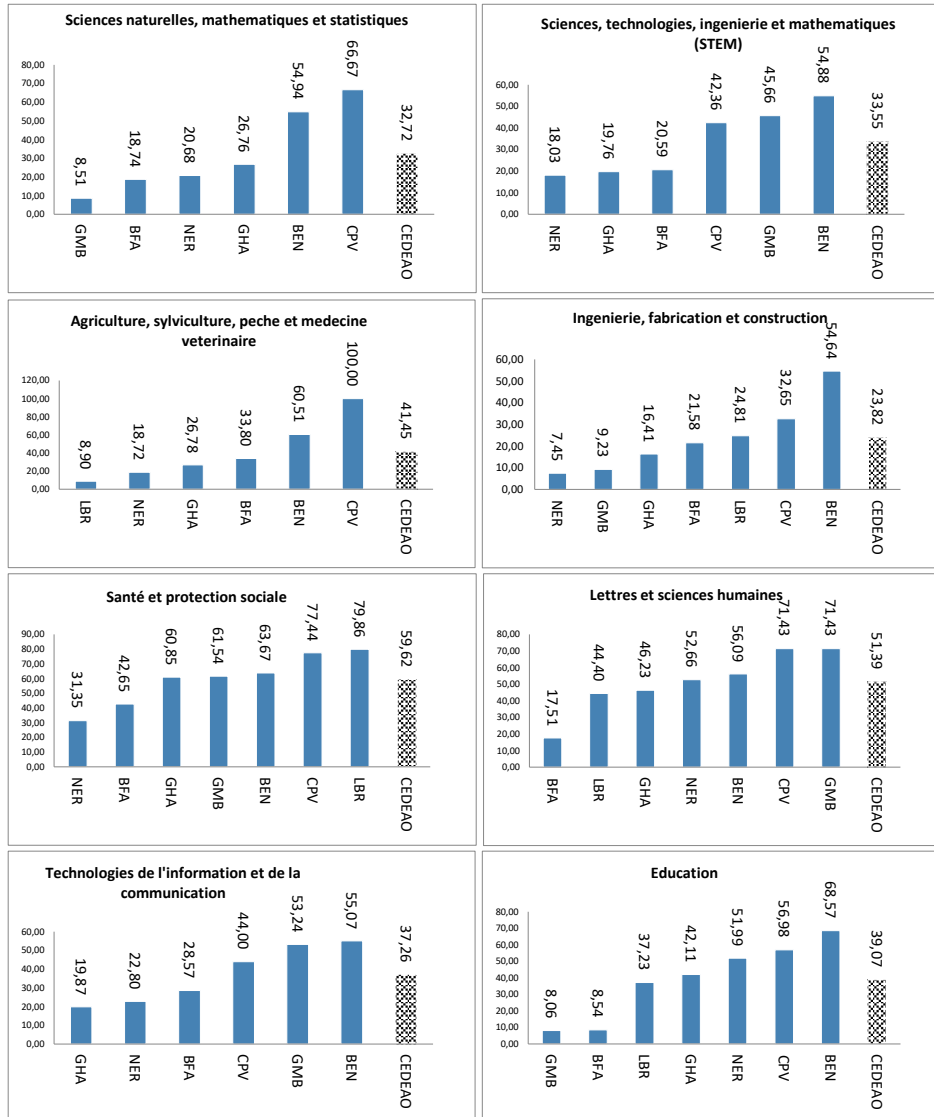 Sciences naturelles, mathematiques et statistiques
80,00
70,00
60,00
50,00
40,00
30,00
20,00
10,00
0,00
8,51
18,74
20,68
26,76
54,94
66,67
32,72
GMB
BFA
NER
GHA
BEN
CPV
CEDEAO
Sciences, technologies, ingenierie et mathematiques
(STEM)
60,00
50,00
40,00
30,00
20,00
10,00
0,00
18,03
19,76
20,59
42,36
45,66
54,88
33,55
NER
GHA
BFA
CPV
GMB
BEN
CEDEAO
Agriculture, sylviculture, peche et medecine
veterinaire
120,00
100,00
80,00
60,00
40,00
20,00
0,00
8,90
18,72
26,78
33,80
60,51
100,00
41,45
LBR
NER
GHA
BFA
BEN
CPV
CEDEAO
Ingenierie, fabrication et construction
60,00
50,00
40,00
30,00
20,00
10,00
0,00
7,45
9,23
16,41
21,58
24,81
32,65
54,64
23,82
NER
GMB
GHA
BFA
LBR
CPV
BEN
CEDEAO
Santé et protection sociale
90,00
80,00
70,00
60,00
50,00
40,00
30,00
20,00
10,00
0,00
31,35
42,65
60,85
61,54
63,67
77,44
79,86
59,62
NER
BFA
GHA
GMB
BEN
CPV
LBR
CEDEAO
Lettres et sciences humaines
80,00
70,00
60,00
50,00
40,00
30,00
20,00
10,00
0,00
17,51
44,40
46,23
52,66
56,09
71,43
71,43
51,39
BFA
LBR
GHA
NER
BEN
CPV
GMB
CEDEAO
Technologies de l'information et de la
communication
60,00
50,00
40,00
30,00
20,00
10,00
0,00
19,87
22,80
28,57
44,00
53,24
55,07
37,26
GHA
NER
BFA
CPV
GMB
BEN
CEDEAO
Education
80,00
70,00
60,00
50,00
40,00
30,00
20,00
10,00
0,00
8,06
8,54
37,23
42,11
51,99
56,98
68,57
39,07
GMB
BFA
LBR
GHA
NER
CPV
BEN
CEDEAO